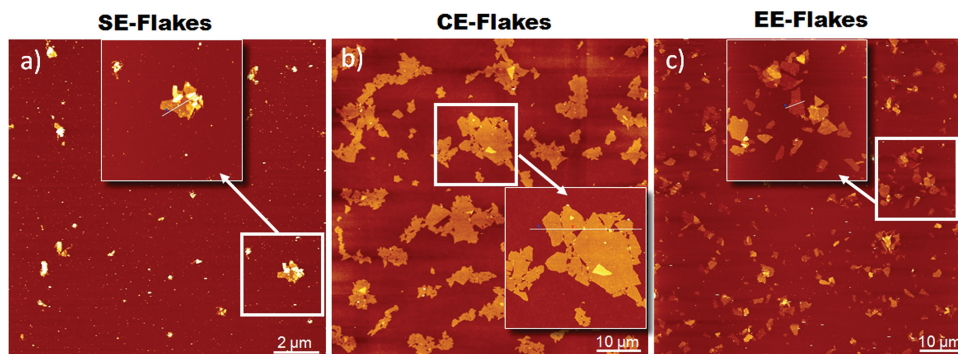 SE-Flakes
CE-Flakes
EE-Flakes
a)
b)
c)
2 µm
10 µm
10 µm